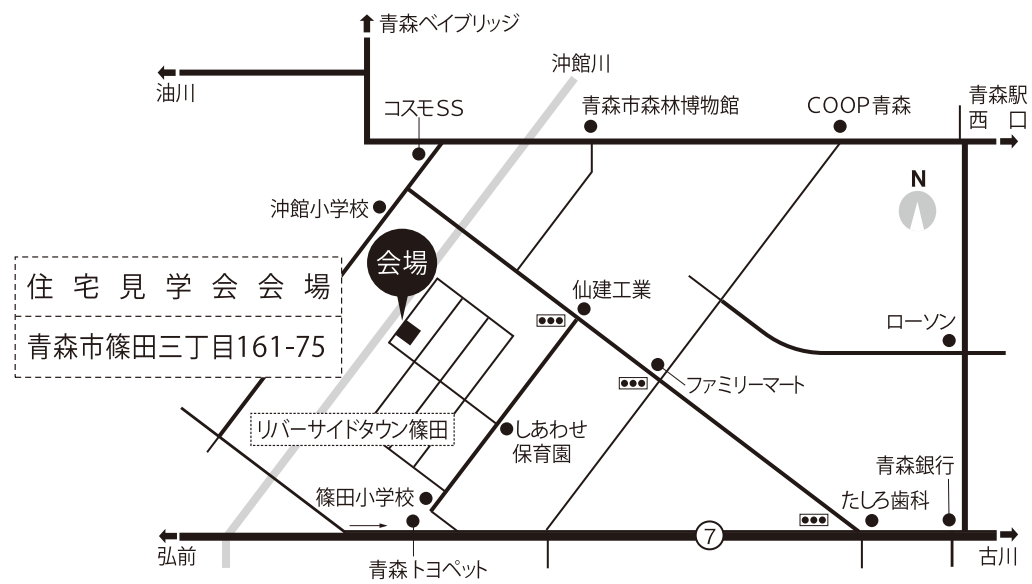 青森ベイブリッジ
油川
沖館川
コスモSS
青森市森林博物館
COOP青森
青森駅
西口
沖館小学校
N
会場
住宅見学会会場
青森市篠田三丁目161-75
仙建工業
ローソン
ファミリーマート
リバーサイドタウン篠田
しあわせ
保育園
青森銀行
篠田小学校
たしろ歯科
7
弘前
青森トヨペット
古川